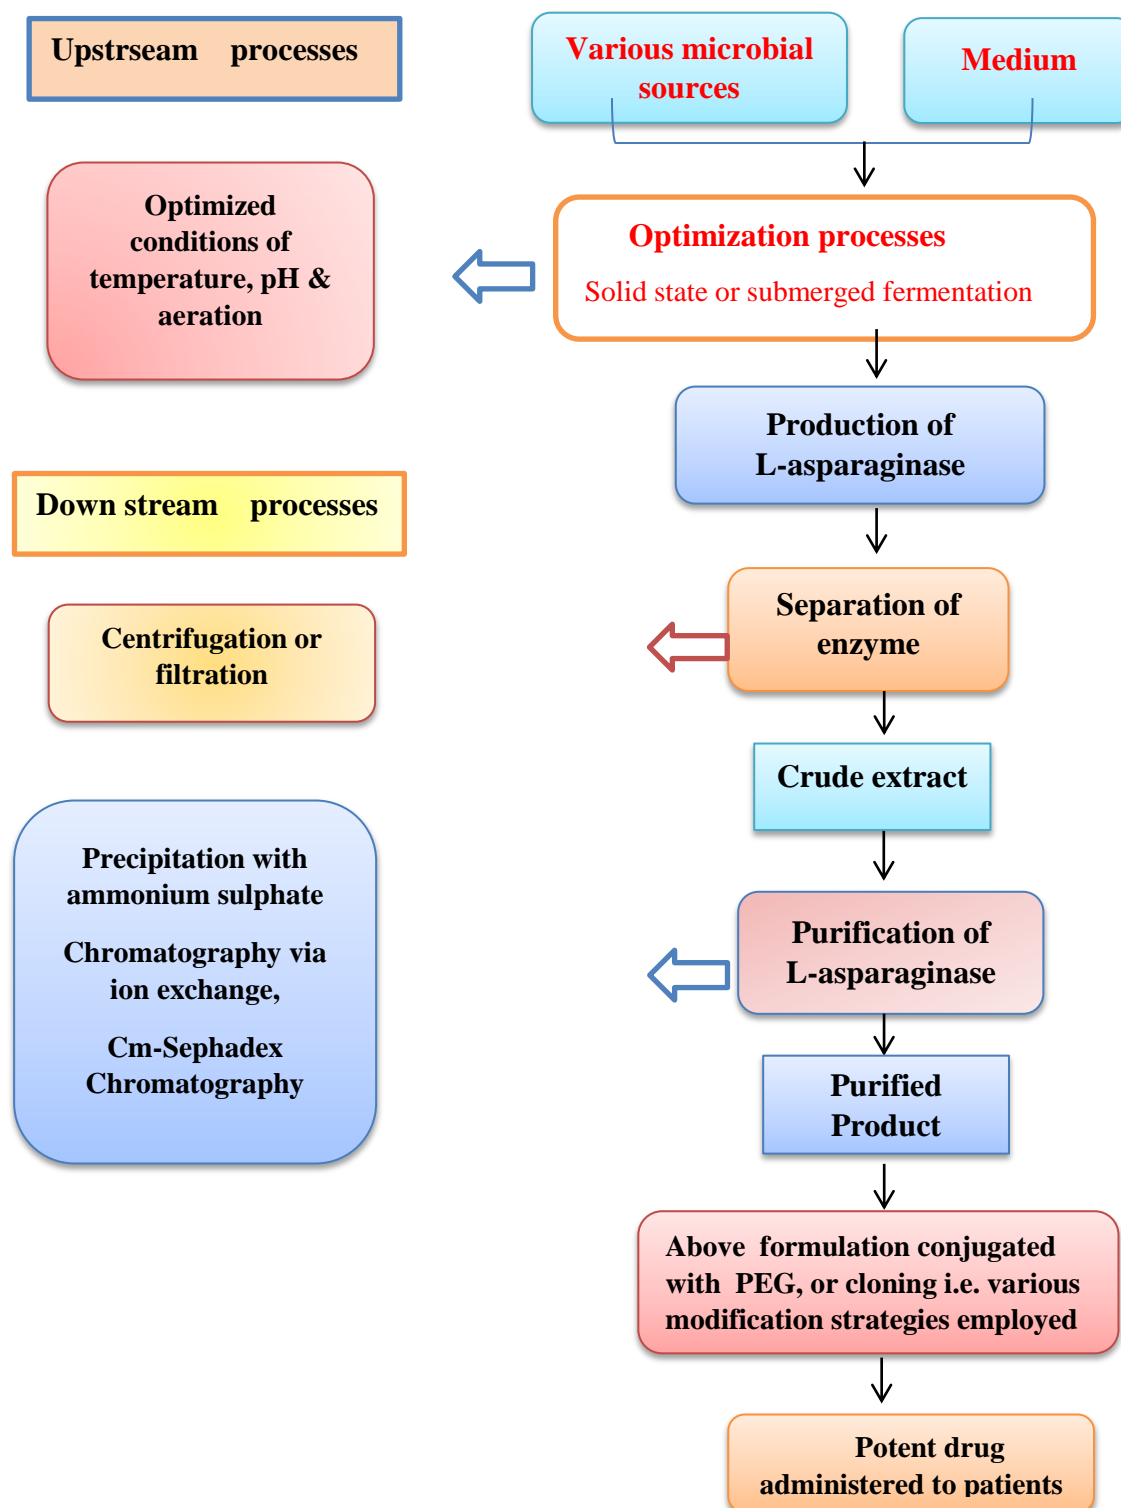 Upstrseam processes
Various microbial
sources
Medium
Optimized
conditions of
temperature, pH &
aeration
Optimization processes
Solid state or submerged fermentation
Production of
L-asparaginase
Down stream processes
Separation of
enzyme
Centrifugation or
filtration
Crude extract
Precipitation with
ammonium sulphate
Chromatography via
ion exchange,
Cm-Sephadex
Chromatography
Purification of
L-asparaginase
Purified
Product
Above formulation conjugated
with PEG, or cloning i.e. various
modification strategies employed
Potent drug
administered to patients